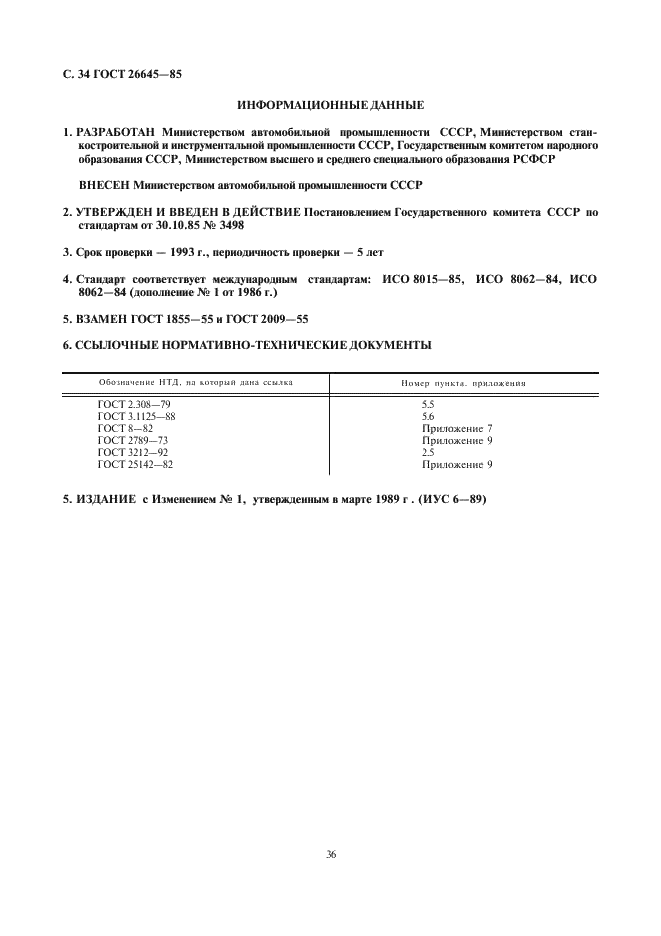 С. 34 ГОСТ 26645—85
ИНФОРМАЦИОННЫЕ ДАННЫЕ
1. РАЗРАБОТАН Министерством автомобильной промышленности СССР, Министерством стан-
костроительной и инструментальной промышленности СССР, Государственным комитетом народного
образования СССР, Министерством высшего и среднего специального образования РСФСР
ВНЕСЕН Министерством автомобильной промышленности СССР
2. УТВЕРЖДЕН И ВВЕДЕН В ДЕЙСТВИЕ Постановлением Государственного комитета СССР по
стандартам от 30.10.85 № 3498
3. Срок проверки — 1993 г., периодичность проверки — 5 лет
4. Стандарт соответствует международным стандартам: ИСО 8015—85, ИСО 8062—84, ИСО
8062—84 (дополнение № 1 от 1986 г.)
5. ВЗАМЕН ГОСТ 1855—55 и ГОСТ 2009—55
6. ССЫЛОЧНЫЕ НОРМАТИВНО-ТЕХНИЧЕСКИЕ ДОКУМЕНТЫ
Обозначение НТД, на который дана ссылка Номер пункта, приложения
ГОСТ 2.308—79 5.5
ГОСТ 3.1125—88 5.6
ГОСТ 8—82 Приложение 7
ГОСТ 2789—73 Приложение 9
ГОСТ 3212—92 2.5
ГОСТ 25142—82 Приложение 9
5. ИЗДАНИЕ с Изменением № 1, утвержденным в марте 1989 г . (ИУС 6—89)
36